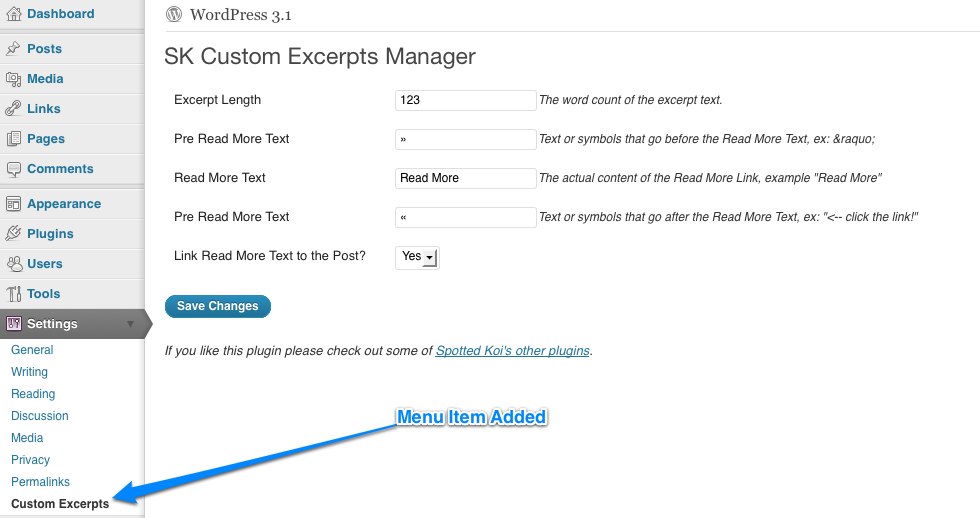 Dashboard
Posts
Media
Links
Pages
Comments
Appearance
Plugins
Users
Tools
Settings
General
Writing
Reading
Discussion
Media
Privacy
Permalinks
Custom Excerpts
WordPress 3.1
SK Custom Excerpts Manager
Excerpt Length 123 The word count of the excerpt text.
Pre Read More Text » Text or symbols that go before the Read More Text, ex: &raquo;
Read More Text Read More The actual content of the Read More Link, example "Read More"
Pre Read More Text « Text or symbols that go after the Read More Text, ex: "<-- click the link!"
Link Read More Text to the Post? Yes
Save Changes
If you like this plugin please check out some of Spotted Koi's other plugins.
Menu Item Added